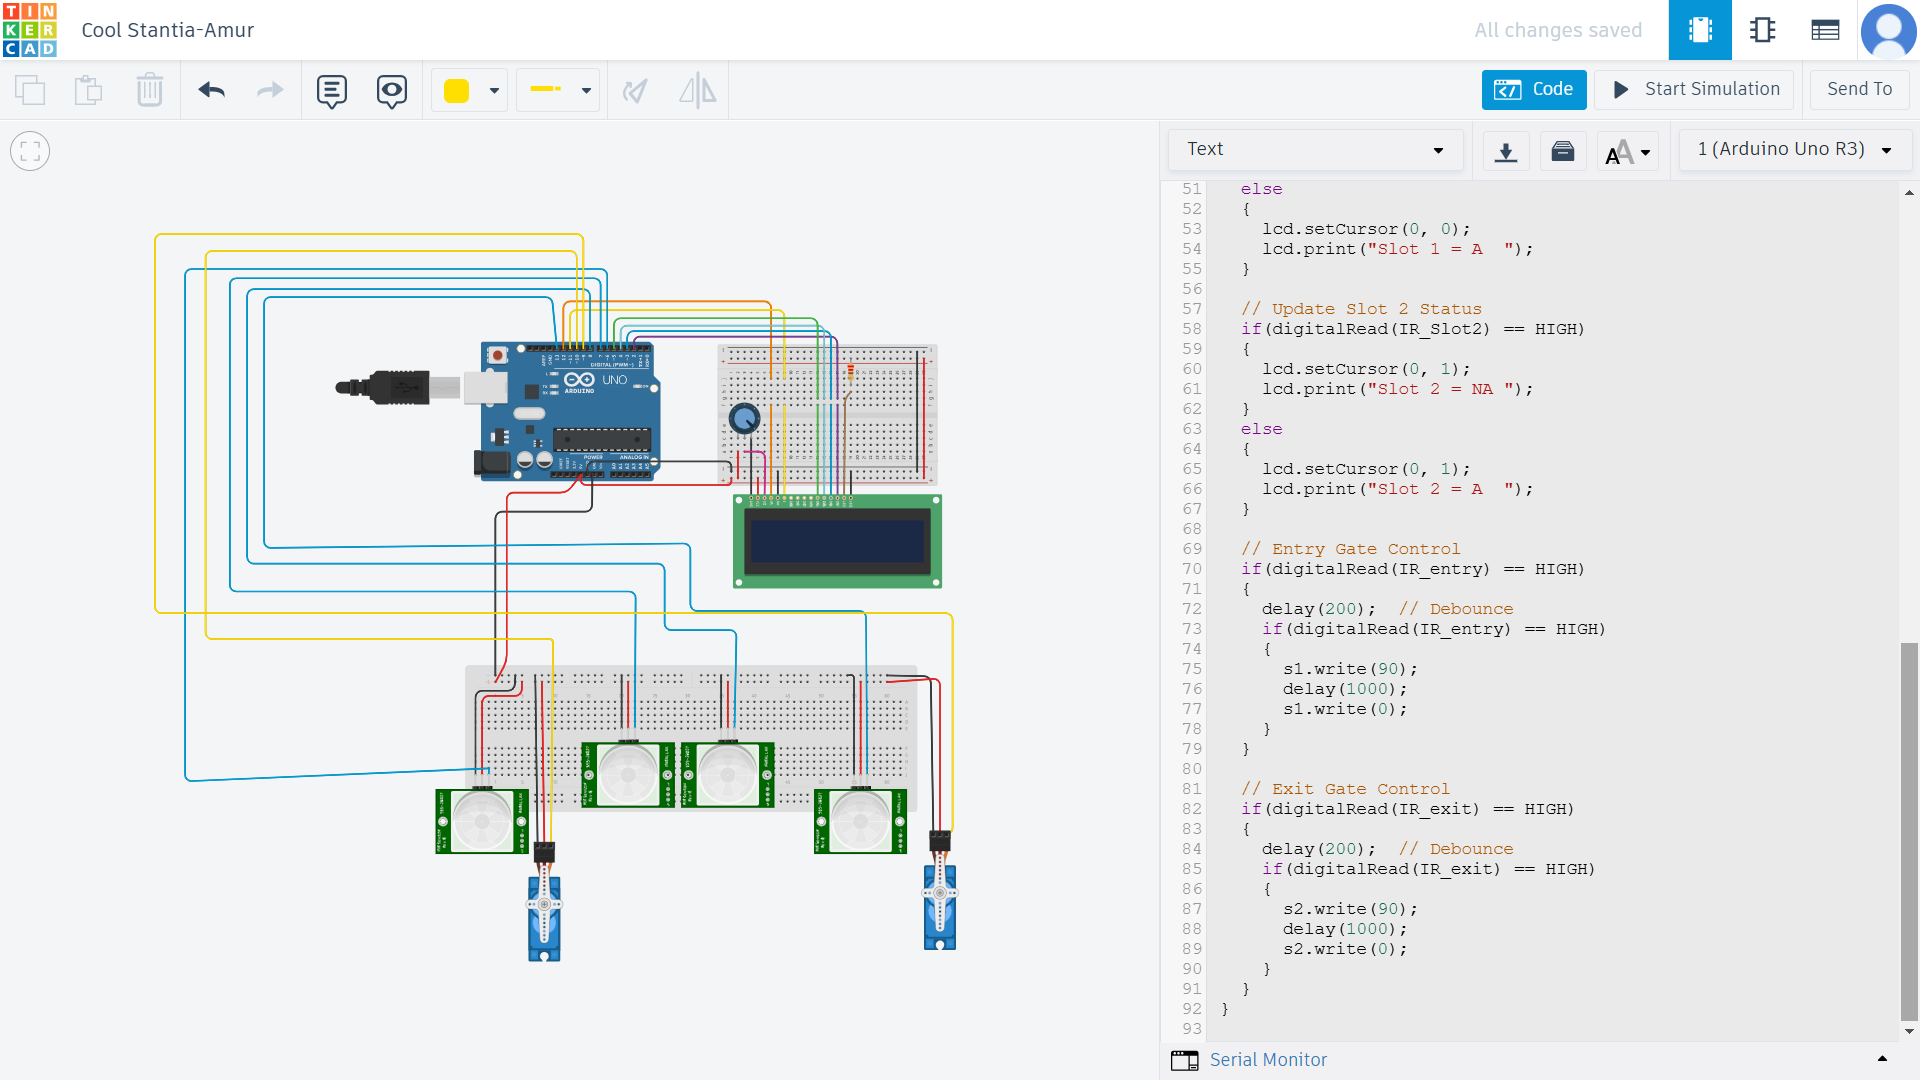 TIN
KER
CAD
Cool Stantia-Amur
All changes saved
Code
Start Simulation
Send To
Text
1 (Arduino Uno R3)
DIGITAL (PWM~)
UNO
ARDUINO
POWER
ANALOG IN
51 else
52 {
53 lcd.setCursor(0, 0);
54 lcd.print("Slot 1 = A  ");
55 }
56
57 // Update Slot 2 Status
58 if(digitalRead(IR_Slot2) == HIGH)
59 {
60 lcd.setCursor(0, 1);
61 lcd.print("Slot 2 = NA ");
62 }
63 else
64 {
65 lcd.setCursor(0, 1);
66 lcd.print("Slot 2 = A  ");
67 }
68
69 // Entry Gate Control
70 if(digitalRead(IR_entry) == HIGH)
71 {
72 delay(200);  // Debounce
73 if(digitalRead(IR_entry) == HIGH)
74 {
75 s1.write(90);
76 delay(1000);
77 s1.write(0);
78 }
79 }
80
81 // Exit Gate Control
82 if(digitalRead(IR_exit) == HIGH)
83 {
84 delay(200);  // Debounce
85 if(digitalRead(IR_exit) == HIGH)
86 {
87 s2.write(90);
88 delay(1000);
89 s2.write(0);
90 }
91 }
92 }
93
Serial Monitor